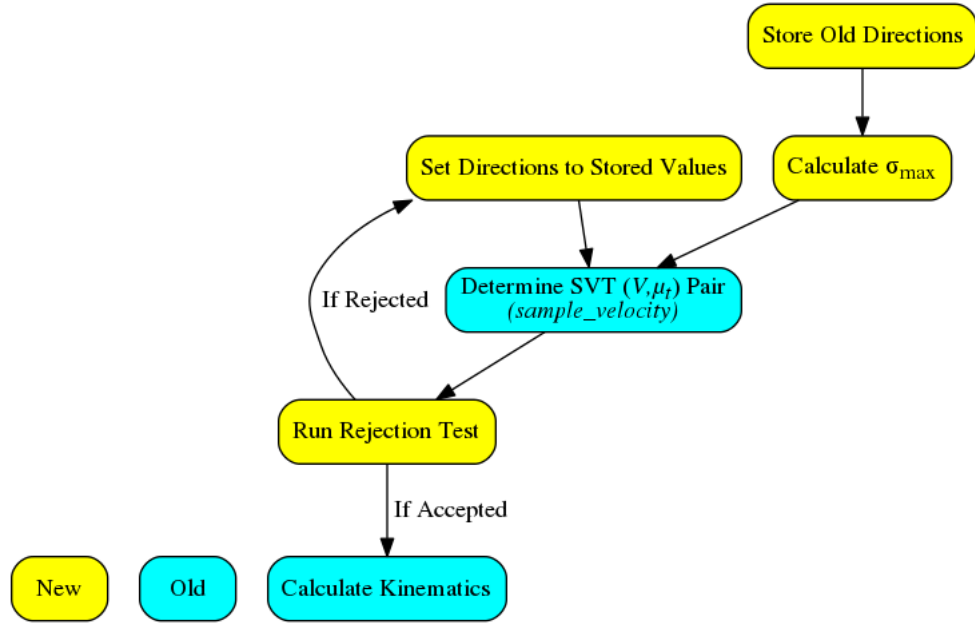 Store Old Directions
Set Directions to Stored Values
Calculate σmax
Determine SVT (V,μt) Pair
(sample_velocity)
If Rejected
Run Rejection Test
If Accepted
New
Old
Calculate Kinematics